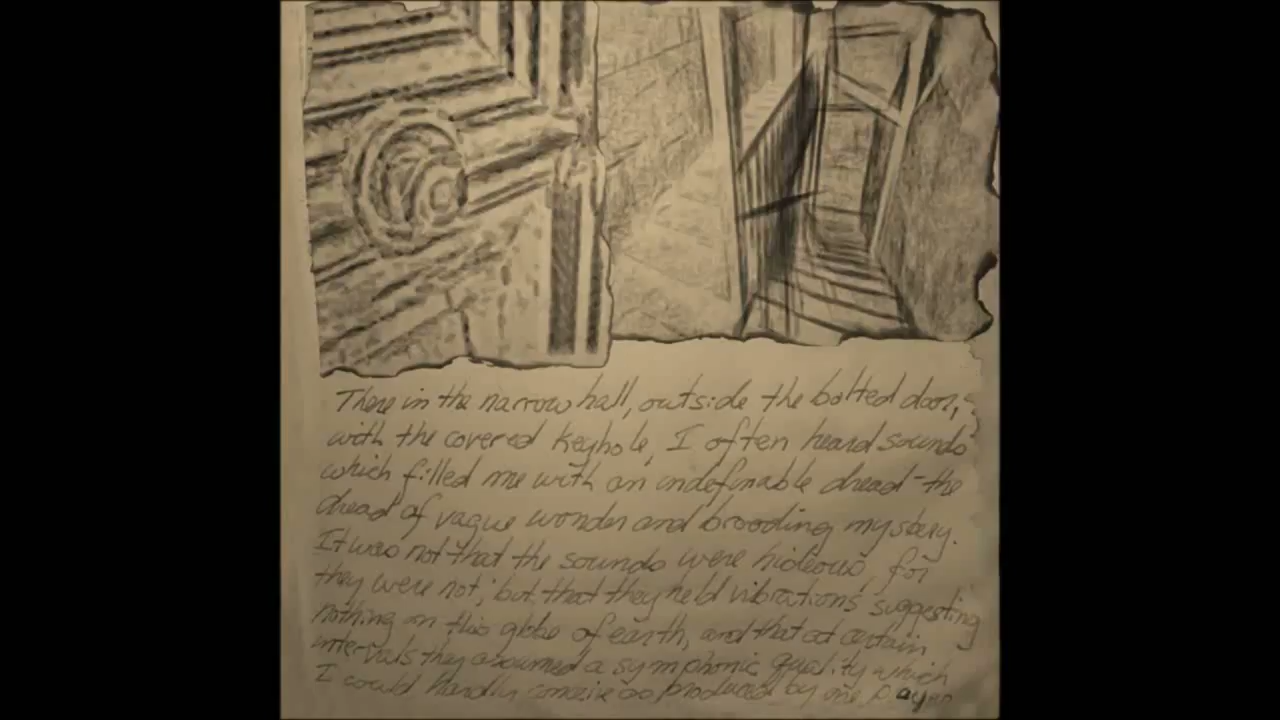 There in the narrow hall, outside the bolted door,
with the covered keyhole, I often heard sounds
which filled me with an indefinable dread - the
dread of vague wonder and brooding mystery.
It was not that the sounds were hideous, for
they were not; but that they held vibrations suggesting
nothing on this globe of earth, and that at certain
intervals they assumed a symphonic quality which
I could hardly conceive as produced by one player